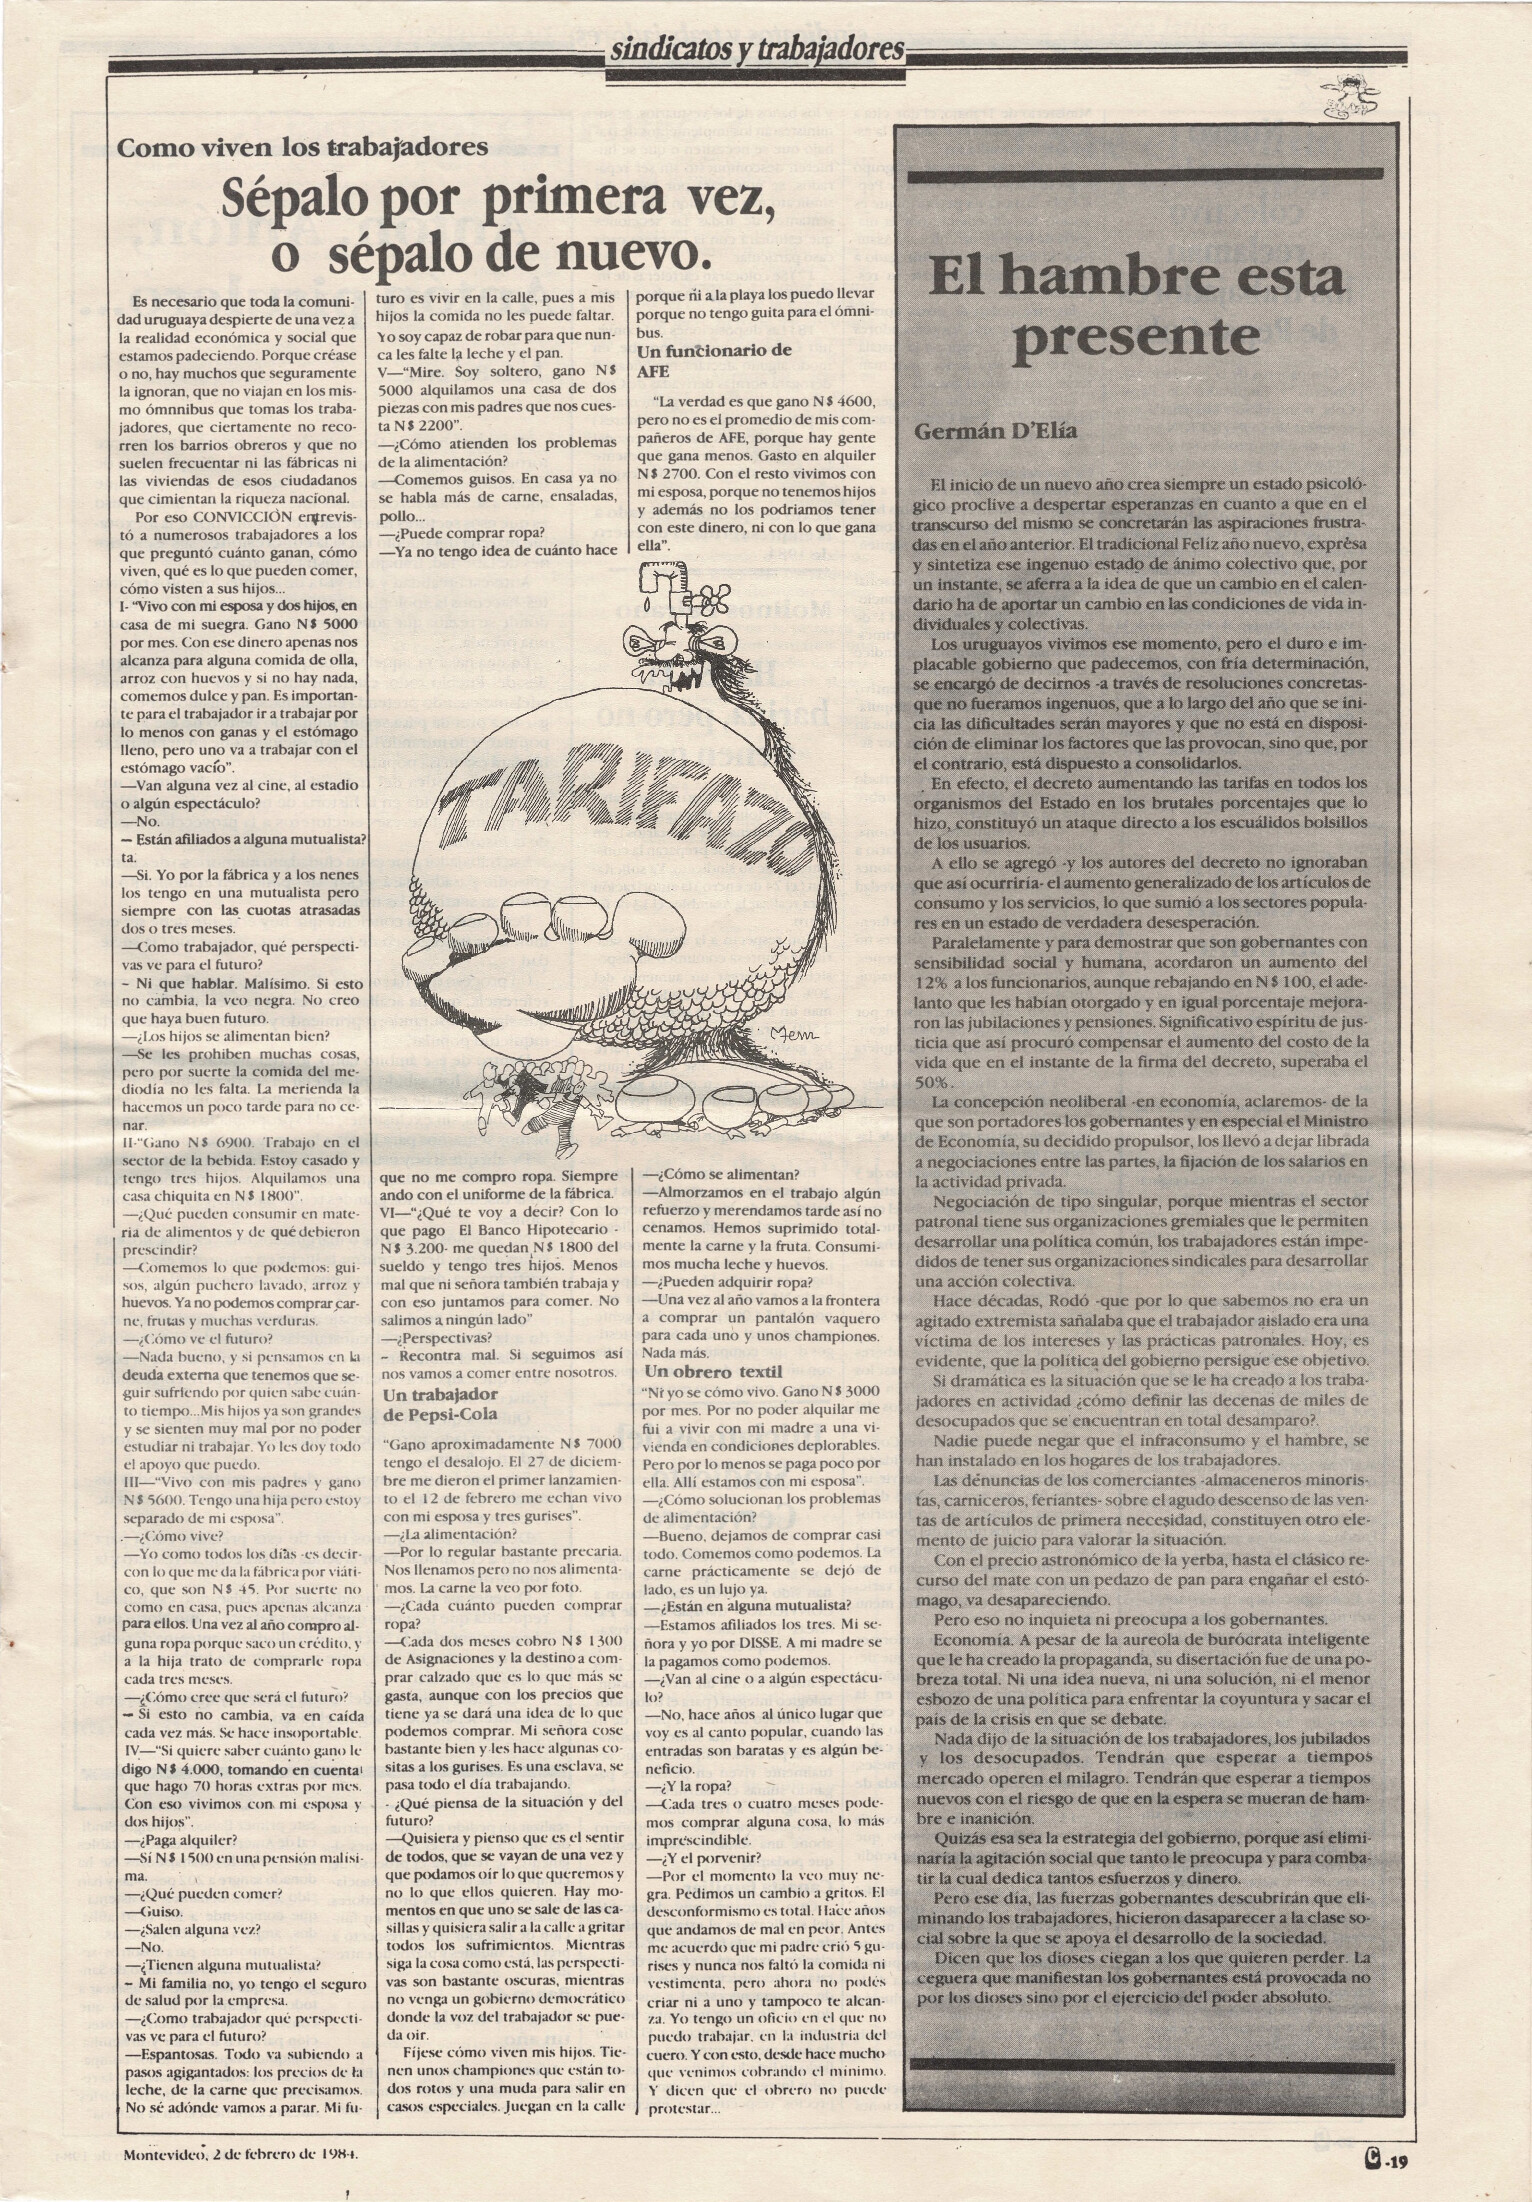 sindicatos y trabajadores
Como viven los trabajadores
Sépalo por primera vez,
o sépalo de nuevo.
Es necesario que toda la comuni-
dad uruguaya despierte de una vez a
la realidad económica y social que
estamos padeciendo. Porque créase
o no, hay muchos que seguramente
la ignoran, que no viajan en los mis-
mo ómnnibus que tomas los traba-
jadores, que ciertamente no reco-
rren los barrios obreros y que no
suelen frecuentar ni las fábricas ni
las viviendas de esos ciudadanos
que cimientan la riqueza nacional.
Por eso CONVICCIÓN entrevis-
tó a numerosos trabajadores a los
que preguntó cuánto ganan, cómo
viven, qué es lo que pueden comer,
cómo visten a sus hijos...
I- “Vivo con mi esposa y dos hijos, en
casa de mi suegra. Gano N$ 5000
por mes. Con ese dinero apenas nos
alcanza para alguna comida de olla,
arroz con huevos y si no hay nada,
comemos dulce y pan. Es importan-
te para el trabajador ir a trabajar por
lo menos con ganas y el estómago
lleno, pero uno va a trabajar con el
estómago vacío”.
—Van alguna vez al cine, al estadio
o algún espectáculo?
—No.
— Están afiliados a alguna mutualista?
ta.
—Si. Yo por la fábrica y a los nenes
los tengo en una mutualista pero
siempre con las cuotas atrasadas
dos o tres meses.
—Como trabajador, qué perspecti-
vas ve para el futuro?
– Ni que hablar. Malísimo. Si esto
no cambia, la veo negra. No creo
que haya buen futuro.
—¿Los hijos se alimentan bien?
—Se les prohiben muchas cosas,
pero por suerte la comida del me-
diodía no les falta. La merienda la
hacemos un poco tarde para no ce-
nar.
II-“Gano N$ 6900. Trabajo en el
sector de la bebida. Estoy casado y
tengo tres hijos. Alquilamos una
casa chiquita en N$ 1800”.
—¿Qué pueden consumir en mate-
ria de alimentos y de qué debieron
prescindir?
—Comemos lo que podemos: gui-
sos, algún puchero lavado, arroz y
huevos. Ya no podemos comprar car-
ne, frutas y muchas verduras.
—¿Cómo ve el futuro?
—Nada bueno, y si pensamos en la
deuda externa que tenemos que se-
guir sufriendo por quien sabe cuán-
to tiempo...Mis hijos ya son grandes
y se sienten muy mal por no poder
estudiar ni trabajar. Yo les doy todo
el apoyo que puedo.
III—“Vivo con mis padres y gano
N$ 5600. Tengo una hija pero estoy
separado de mi esposa”.
—¿Cómo vive?
—Yo como todos los días -es decir-
con lo que me da la fábrica por viáti-
co, que son N$ 45. Por suerte no
como en casa, pues apenas alcanza
para ellos. Una vez al año compro al-
guna ropa porque saco un crédito, y
a la hija trato de comprarle ropa
cada tres meses.
—¿Cómo cree que será el futuro?
— Si esto no cambia, va en caída
cada vez más. Se hace insoportable.
IV—“Si quiere saber cuánto gano le
digo N$ 4.000, tomando en cuenta
que hago 70 horas extras por mes.
Con eso vivimos con mi esposa y
dos hijos”.
—¿Paga alquiler?
—Sí N$ 1500 en una pensión malísi-
ma.
—¿Qué pueden comer?
—Guiso.
—¿Salen alguna vez?
—No.
—¿Tienen alguna mutualista?
– Mi familia no, yo tengo el seguro
de salud por la empresa.
—¿Como trabajador qué perspecti-
vas ve para el futuro?
—Espantosas. Todo va subiendo a
pasos agigantados: los precios de la
leche, de la carne que precisamos.
No sé adónde vamos a parar. Mi fu-
turo es vivir en la calle, pues a mis
hijos la comida no les puede faltar.
Yo soy capaz de robar para que nun-
ca les falte la leche y el pan.
V—“Mire. Soy soltero, gano N$
5000 alquilamos una casa de dos
piezas con mis padres que nos cues-
ta N$ 2200”.
—¿Cómo atienden los problemas
de la alimentación?
—Comemos guisos. En casa ya no
se habla más de carne, ensaladas,
pollo...
—¿Puede comprar ropa?
—Ya no tengo idea de cuánto hace
que no me compro ropa. Siempre
ando con el uniforme de la fábrica.
VI—“¿Qué te voy a decir? Con lo
que pago El Banco Hipotecario -
N$ 3.200- me quedan N$ 1800 del
sueldo y tengo tres hijos. Menos
mal que ni señora también trabaja y
con eso juntamos para comer. No
salimos a ningún lado”
—¿Perspectivas?
– Recontra mal. Si seguimos así
nos vamos a comer entre nosotros.
Un trabajador
de Pepsi-Cola
“Gano aproximadamente N$ 7000
tengo el desalojo. El 27 de diciem-
bre me dieron el primer lanzamien-
to el 12 de febrero me echan vivo
con mi esposa y tres gurises”.
—¿La alimentación?
—Por lo regular bastante precaria.
Nos llenamos pero no nos alimenta-
mos. La carne la veo por foto.
—¿Cada cuánto pueden comprar
ropa?
—Cada dos meses cobro N$ 1300
de Asignaciones y la destino a com-
prar calzado que es lo que más se
gasta, aunque con los precios que
tiene ya se dará una idea de lo que
podemos comprar. Mi señora cose
bastante bien y les hace algunas co-
sitas a los gurises. Es una esclava, se
pasa todo el día trabajando.
- ¿Qué piensa de la situación y del
futuro?
—Quisiera y pienso que es el sentir
de todos, que se vayan de una vez y
que podamos oír lo que queremos y
no lo que ellos quieren. Hay mo-
mentos en que uno se sale de las ca-
sillas y quisiera salir a la calle a gritar
todos los sufrimientos. Mientras
siga la cosa como está, las perspecti-
vas son bastante oscuras, mientras
no venga un gobierno democrático
donde la voz del trabajador se pue-
da oir.
Fíjese cómo viven mis hijos. Tie-
nen unos championes que están to-
dos rotos y una muda para salir en
casos especiales. Juegan en la calle
porque ni a la playa los puedo llevar
porque no tengo guita para el ómni-
bus.
Un funcionario de
AFE
“La verdad es que gano N$ 4600,
pero no es el promedio de mis com-
pañeros de AFE, porque hay gente
que gana menos. Gasto en alquiler
N$ 2700. Con el resto vivimos con
mi esposa, porque no tenemos hijos
y además no los podriamos tener
con este dinero, ni con lo que gana
ella”.
TARIFAZO
—¿Cómo se alimentan?
—Almorzamos en el trabajo algún
refuerzo y merendamos tarde así no
cenamos. Hemos suprimido total-
mente la carne y la fruta. Consumi-
mos mucha leche y huevos.
—¿Pueden adquirir ropa?
—Una vez al año vamos a la frontera
a comprar un pantalón vaquero
para cada uno y unos championes.
Nada más.
Un obrero textil
“Ni yo se cómo vivo. Gano N$ 3000
por mes. Por no poder alquilar me
fui a vivir con mi madre a una vi-
vienda en condiciones deplorables.
Pero por lo menos se paga poco por
ella. Allí estamos con mi esposa”.
—¿Cómo solucionan los problemas
de alimentación?
—Bueno, dejamos de comprar casi
todo. Comemos como podemos. La
carne prácticamente se dejó de
lado, es un lujo ya.
—¿Están en alguna mutualista?
—Estamos afiliados los tres. Mi se-
ñora y yo por DISSE. A mi madre se
la pagamos como podemos.
—¿Van al cine o a algún espectácu-
lo?
—No, hace años al único lugar que
voy es al canto popular, cuando las
entradas son baratas y es algún be-
neficio.
—¿Y la ropa?
—Cada tres o cuatro meses pode-
mos comprar alguna cosa, lo más
imprescindible.
—¿Y el porvenir?
—Por el momento la veo muy ne-
gra. Pedimos un cambio a gritos. El
desconformismo es total. Hace años
que andamos de mal en peor. Antes
me acuerdo que mi padre crió 5 gu-
rises y nunca nos faltó la comida ni
vestimenta, pero ahora no podés
criar ni a uno y tampoco te alcan-
za. Yo tengo un oficio en el que no
puedo trabajar, en la industria del
cuero. Y con esto, desde hace mucho
que venimos cobrando el mínimo.
Y dicen que el obrero no puede
protestar...
El hambre esta
presente
Germán D’Elía
El inicio de un nuevo año crea siempre un estado psicoló-
gico proclive a despertar esperanzas en cuanto a que en el
transcurso del mismo se concretarán las aspiraciones frustra-
das en el año anterior. El tradicional Felíz año nuevo, expresa
y sintetiza ese ingenuo estado de ánimo colectivo que, por
un instante, se aferra a la idea de que un cambio en el calen-
dario ha de aportar un cambio en las condiciones de vida in-
dividuales y colectivas.
Los uruguayos vivimos ese momento, pero el duro e im-
placable gobierno que padecemos, con fría determinación,
se encargó de decirnos -a través de resoluciones concretas-
que no fueramos ingenuos, que a lo largo del año que se ini-
cia las dificultades serán mayores y que no está en disposi-
ción de eliminar los factores que las provocan, sino que, por
el contrario, está dispuesto a consolidarlos.
En efecto, el decreto aumentando las tarifas en todos los
organismos del Estado en los brutales porcentajes que lo
hizo, constituyó un ataque directo a los escuálidos bolsillos
de los usuarios.
A ello se agregó -y los autores del decreto no ignoraban
que así ocurriría- el aumento generalizado de los artículos de
consumo y los servicios, lo que sumió a los sectores popula-
res en un estado de verdadera desesperación.
Paralelamente y para demostrar que son gobernantes con
sensibilidad social y humana, acordaron un aumento del
12% a los funcionarios, aunque rebajando en N$ 100, el ade-
lanto que les habían otorgado y en igual porcentaje mejora-
ron las jubilaciones y pensiones. Significativo espíritu de jus-
ticia que así procuró compensar el aumento del costo de la
vida que en el instante de la firma del decreto, superaba el
50%.
La concepción neoliberal -en economía, aclaremos- de la
que son portadores los gobernantes y en especial el Ministro
de Economía, su decidido propulsor, los llevó a dejar librada
a negociaciones entre las partes, la fijación de los salarios en
la actividad privada.
Negociación de tipo singular, porque mientras el sector
patronal tiene sus organizaciones gremiales que le permiten
desarrollar una política común, los trabajadores están impe-
didos de tener sus organizaciones sindicales para desarrollar
una acción colectiva.
Hace décadas, Rodó -que por lo que sabemos no era un
agitado extremista sañalaba que el trabajador aislado era una
víctima de los intereses y las prácticas patronales. Hoy, es
evidente, que la política del gobierno persigue ese objetivo.
Si dramática es la situación que se le ha creado a los traba-
jadores en actividad ¿cómo definir las decenas de miles de
desocupados que se encuentran en total desamparo?.
Nadie puede negar que el infraconsumo y el hambre, se
han instalado en los hogares de los trabajadores.
Las dénuncias de los comerciantes -almaceneros minoris-
tas, carniceros, feriantes- sobre el agudo descenso de las ven-
tas de artículos de primera necesidad, constituyen otro ele-
mento de juicio para valorar la situación.
Con el precio astronómico de la yerba, hasta el clásico re-
curso del mate con un pedazo de pan para engañar el estó-
mago, va desapareciendo.
Pero eso no inquieta ni preocupa a los gobernantes.
Economía. A pesar de la aureola de burócrata inteligente
que le ha creado la propaganda, su disertación fue de una po-
breza total. Ni una idea nueva, ni una solución, ni el menor
esbozo de una política para enfrentar la coyuntura y sacar el
país de la crisis en que se debate.
Nada dijo de la situación de los trabajadores, los jubilados
y los desocupados. Tendrán que esperar a tiempos
mercado operen el milagro. Tendrán que esperar a tiempos
nuevos con el riesgo de que en la espera se mueran de ham-
bre e inanición.
Quizás esa sea la estrategia del gobierno, porque así elimi-
naría la agitación social que tanto le preocupa y para comba-
tir la cual dedica tantos esfuerzos y dinero.
Pero ese día, las fuerzas gobernantes descubrirán que eli-
minando los trabajadores, hicieron dasaparecer a la clase so-
cial sobre la que se apoya el desarrollo de la sociedad.
Dicen que los dioses ciegan a los que quieren perder. La
ceguera que manifiestan los gobernantes está provocada no
por los dioses sino por el ejercicio del poder absoluto.
Montevideo, 2 de febrero de 1984.
C -19